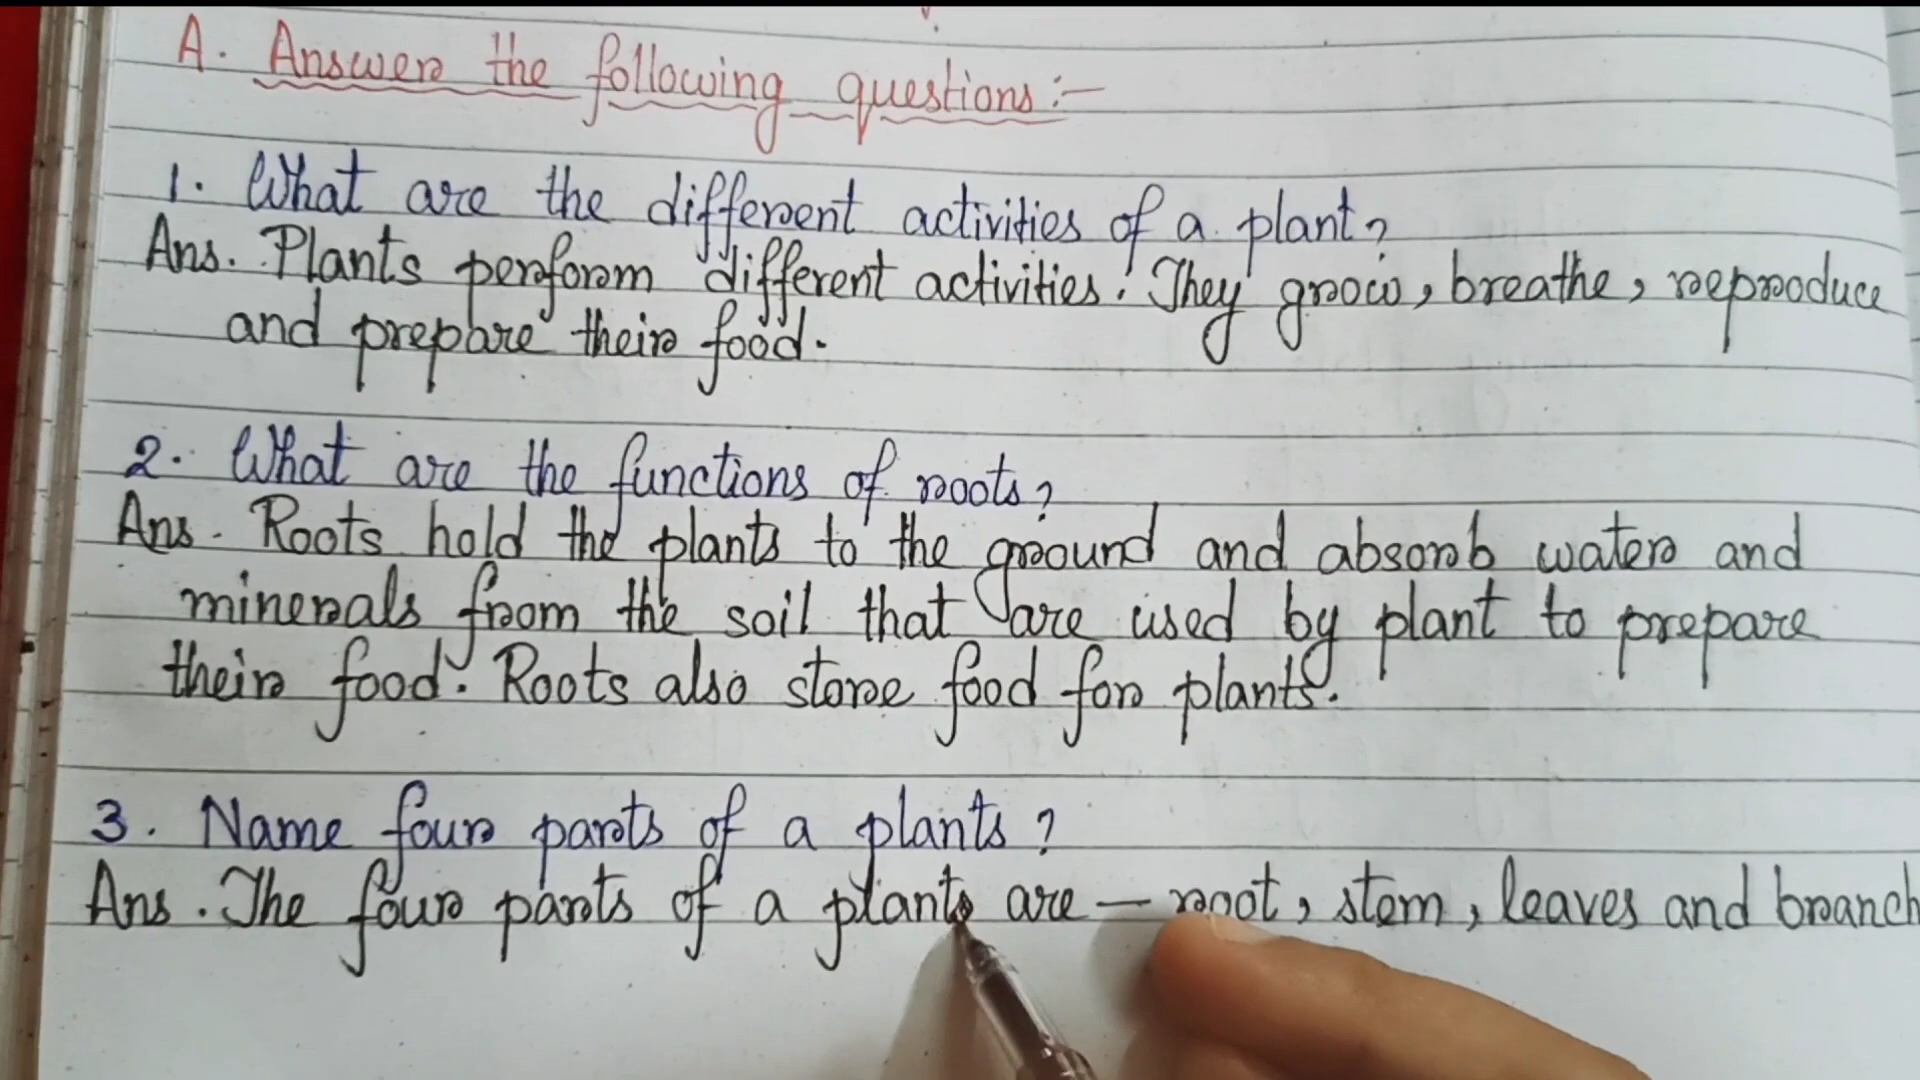 A. Answer the following questions:-
1. What are the different activities of a plant?
Ans. Plants perform different activities. They grow, breathe, reproduce
and prepare their food.
2. What are the functions of roots?
Ans. Roots hold the plants to the ground and absorb water and
minerals from the soil that are used by plant to prepare
their food. Roots also store food for plants.
3. Name four parts of a plants?
Ans. The four parts of a plants are — root, stem, leaves and branch